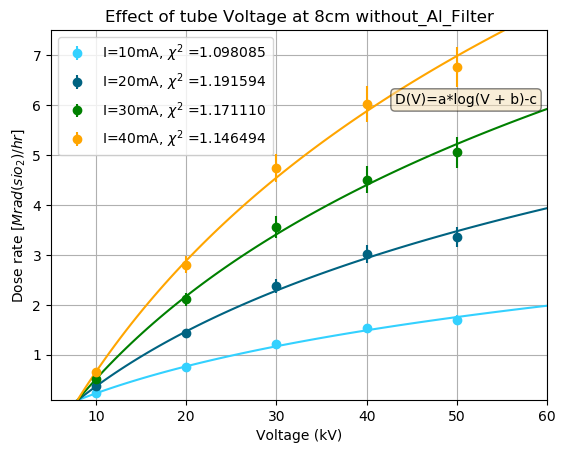 Effect of tube Voltage at 8cm without_Al_Filter
I=10mA, χ² =1.098085
I=20mA, χ² =1.191594
I=30mA, χ² =1.171110
I=40mA, χ² =1.146494
D(V)=a*log(V + b)-c
Dose rate [Mrad(sio₂)/hr]
7
6
5
4
3
2
1
10 20 30 40 50 60
Voltage (kV)